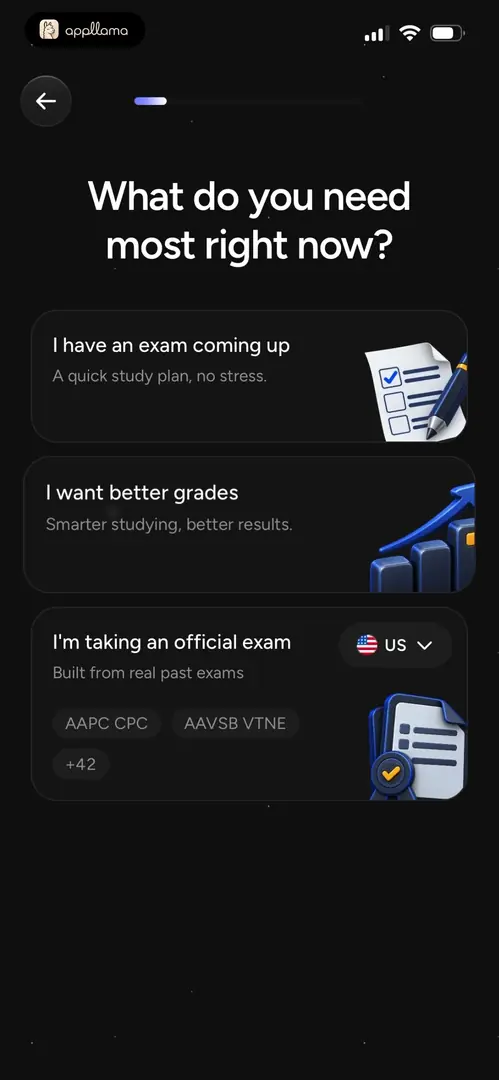 appllama
What do you need
most right now?
I have an exam coming up
A quick study plan, no stress.
I want better grades
Smarter studying, better results.
I'm taking an official exam
US
Built from real past exams
AAPC CPC
AAVSB VTNE
+42